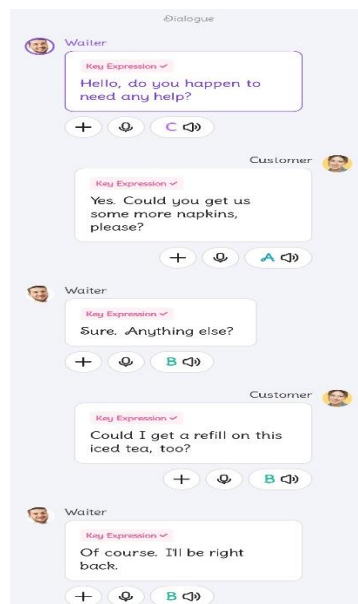 Dialogue
Waiter
Key Expression
Hello, do you happen to
need any help?
C
Customer
Key Expression
Yes. Could you get us
some more napkins,
please?
A
Waiter
Key Expression
Sure. Anything else?
B
Customer
Key Expression
Could I get a refill on this
iced tea, too?
B
Waiter
Key Expression
Of course. I'll be right
back.
B